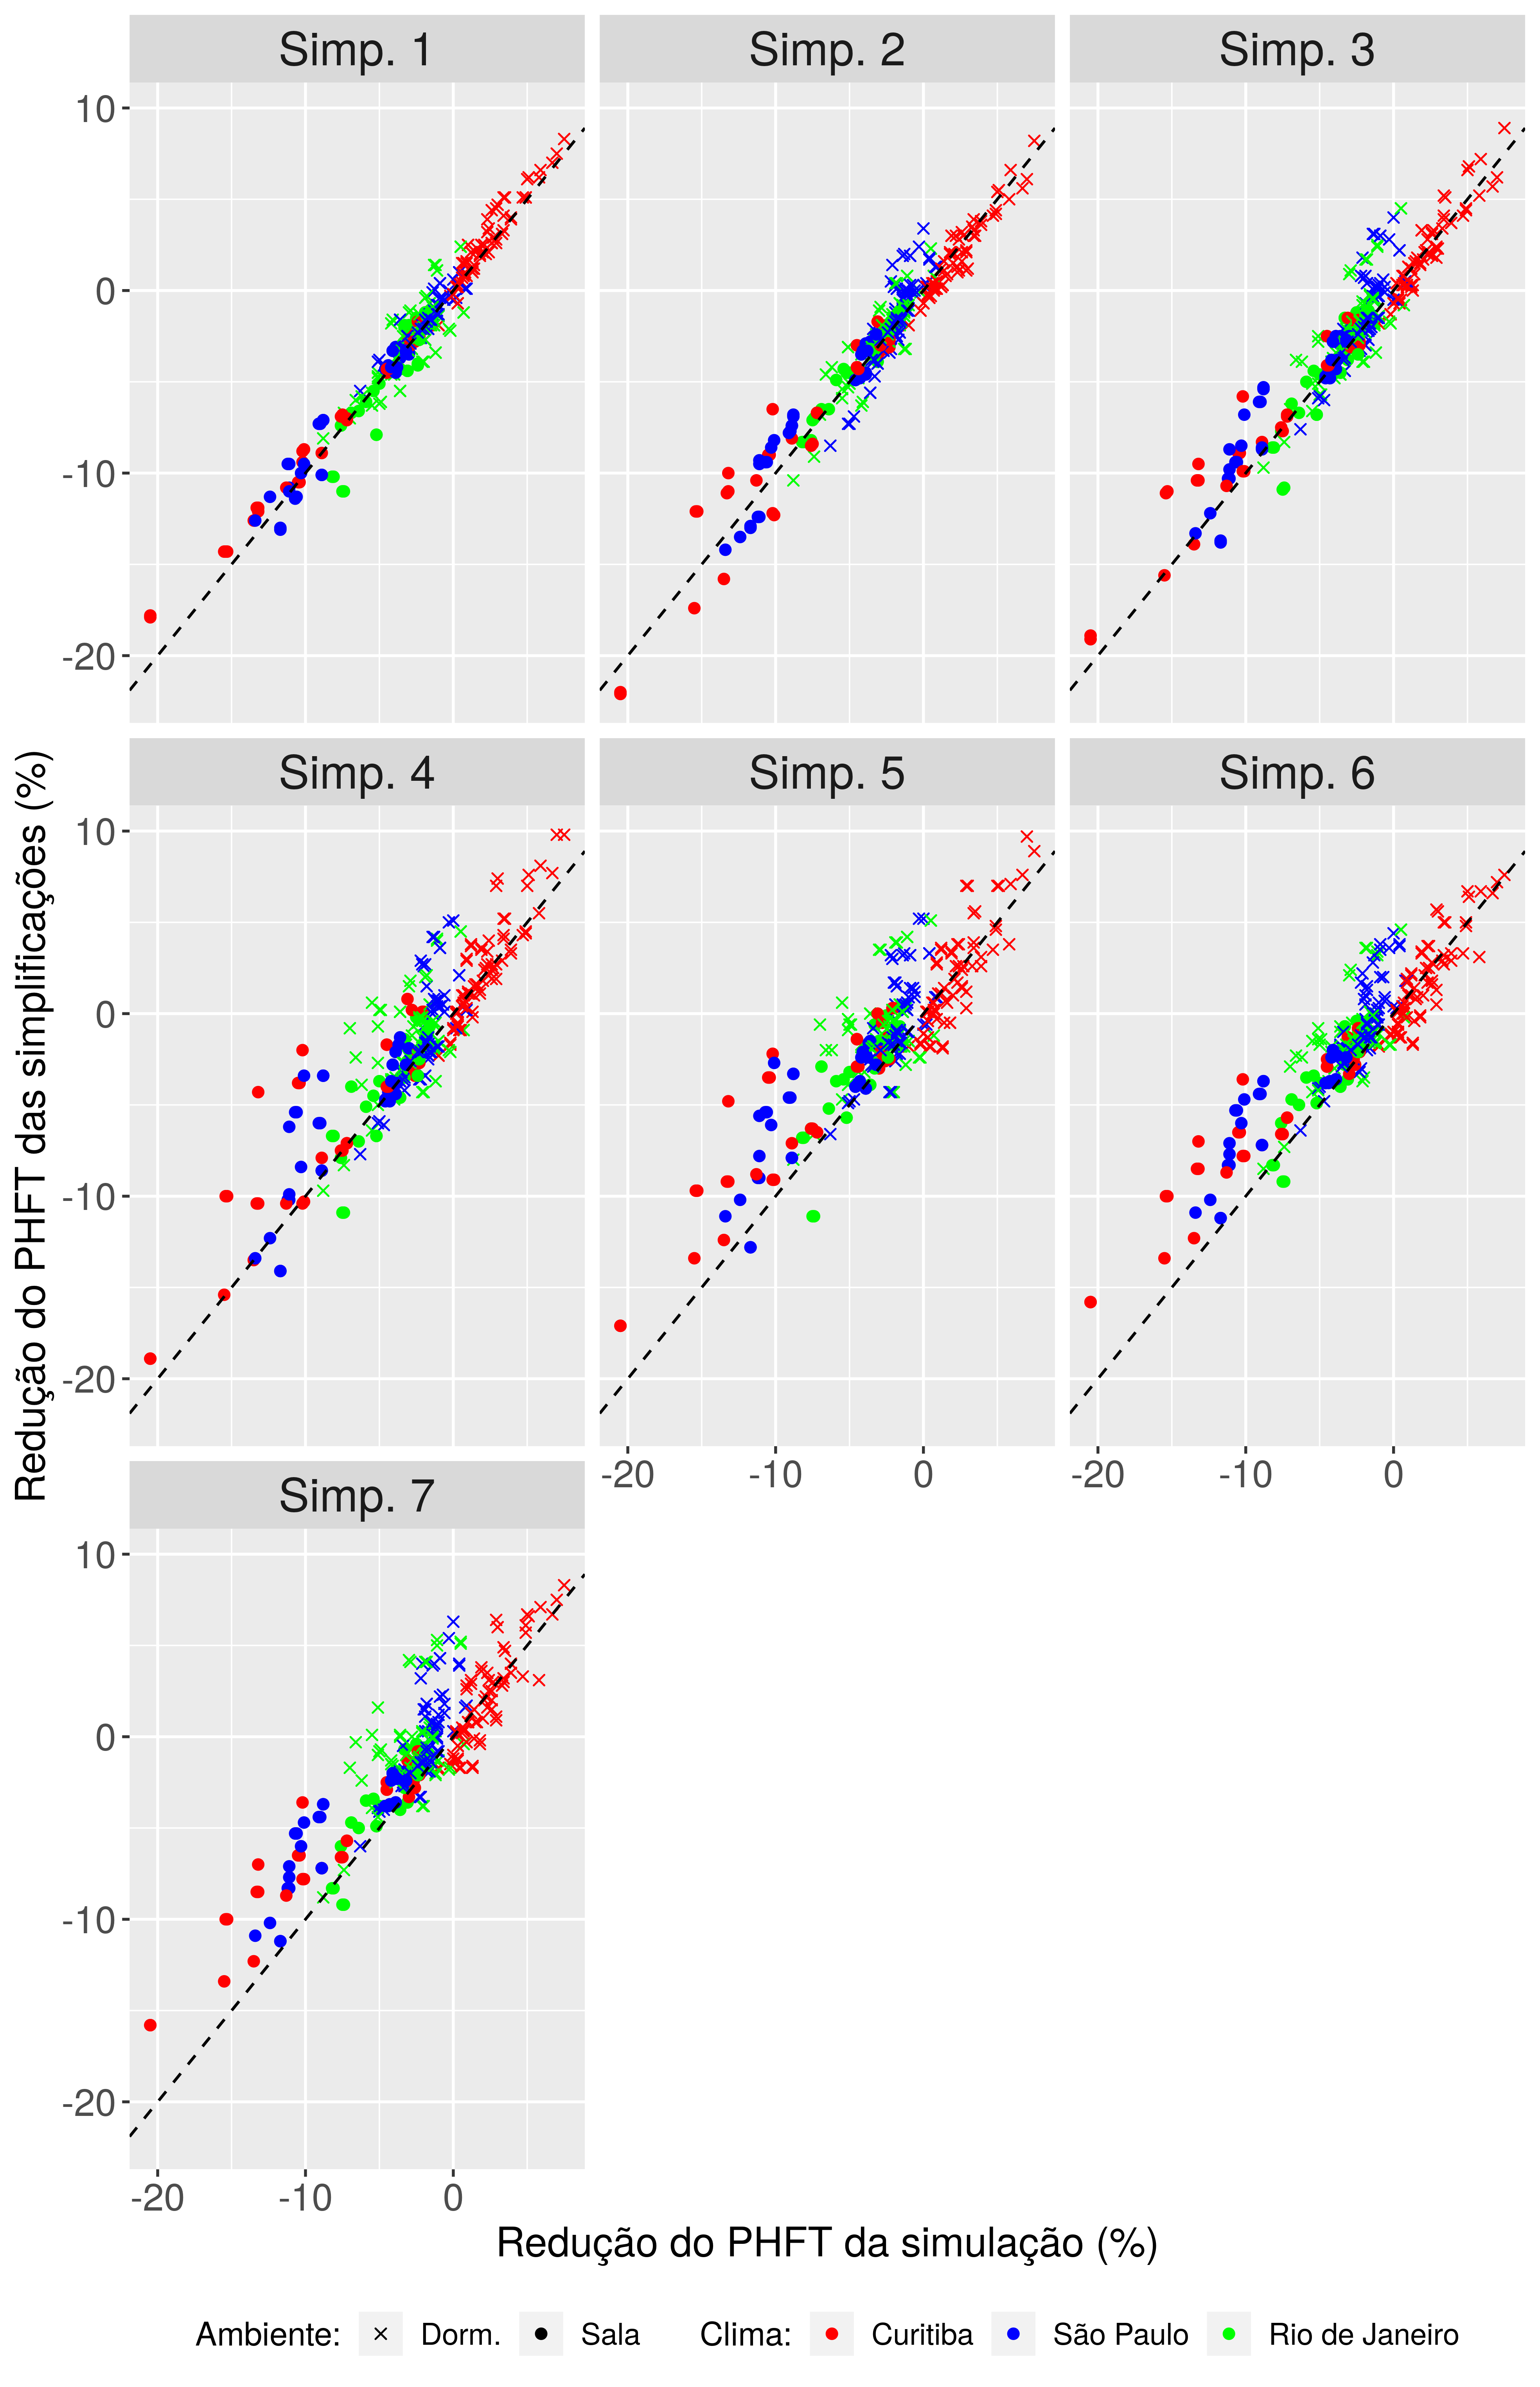 Simp. 1 Simp. 2 Simp. 3
10
0
-10
-20
Simp. 4 Simp. 5 Simp. 6
10
0
-10
-20
-20 -10 0 -20 -10 0
Simp. 7
10
0
-10
-20
-20 -10 0
Redução do PHFT das simplificações (%)
Redução do PHFT da simulação (%)
Ambiente: Dorm. Sala Clima: Curitiba São Paulo Rio de Janeiro